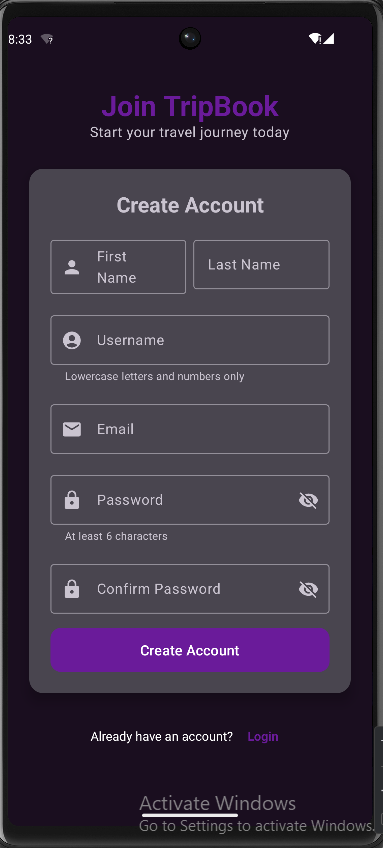 8:33
Join TripBook
Start your travel journey today
Create Account
First
Name
Last Name
Username
Lowercase letters and numbers only
Email
Password
At least 6 characters
Confirm Password
Create Account
Already have an account? Login
Activate Windows
Go to Settings to activate Windows.